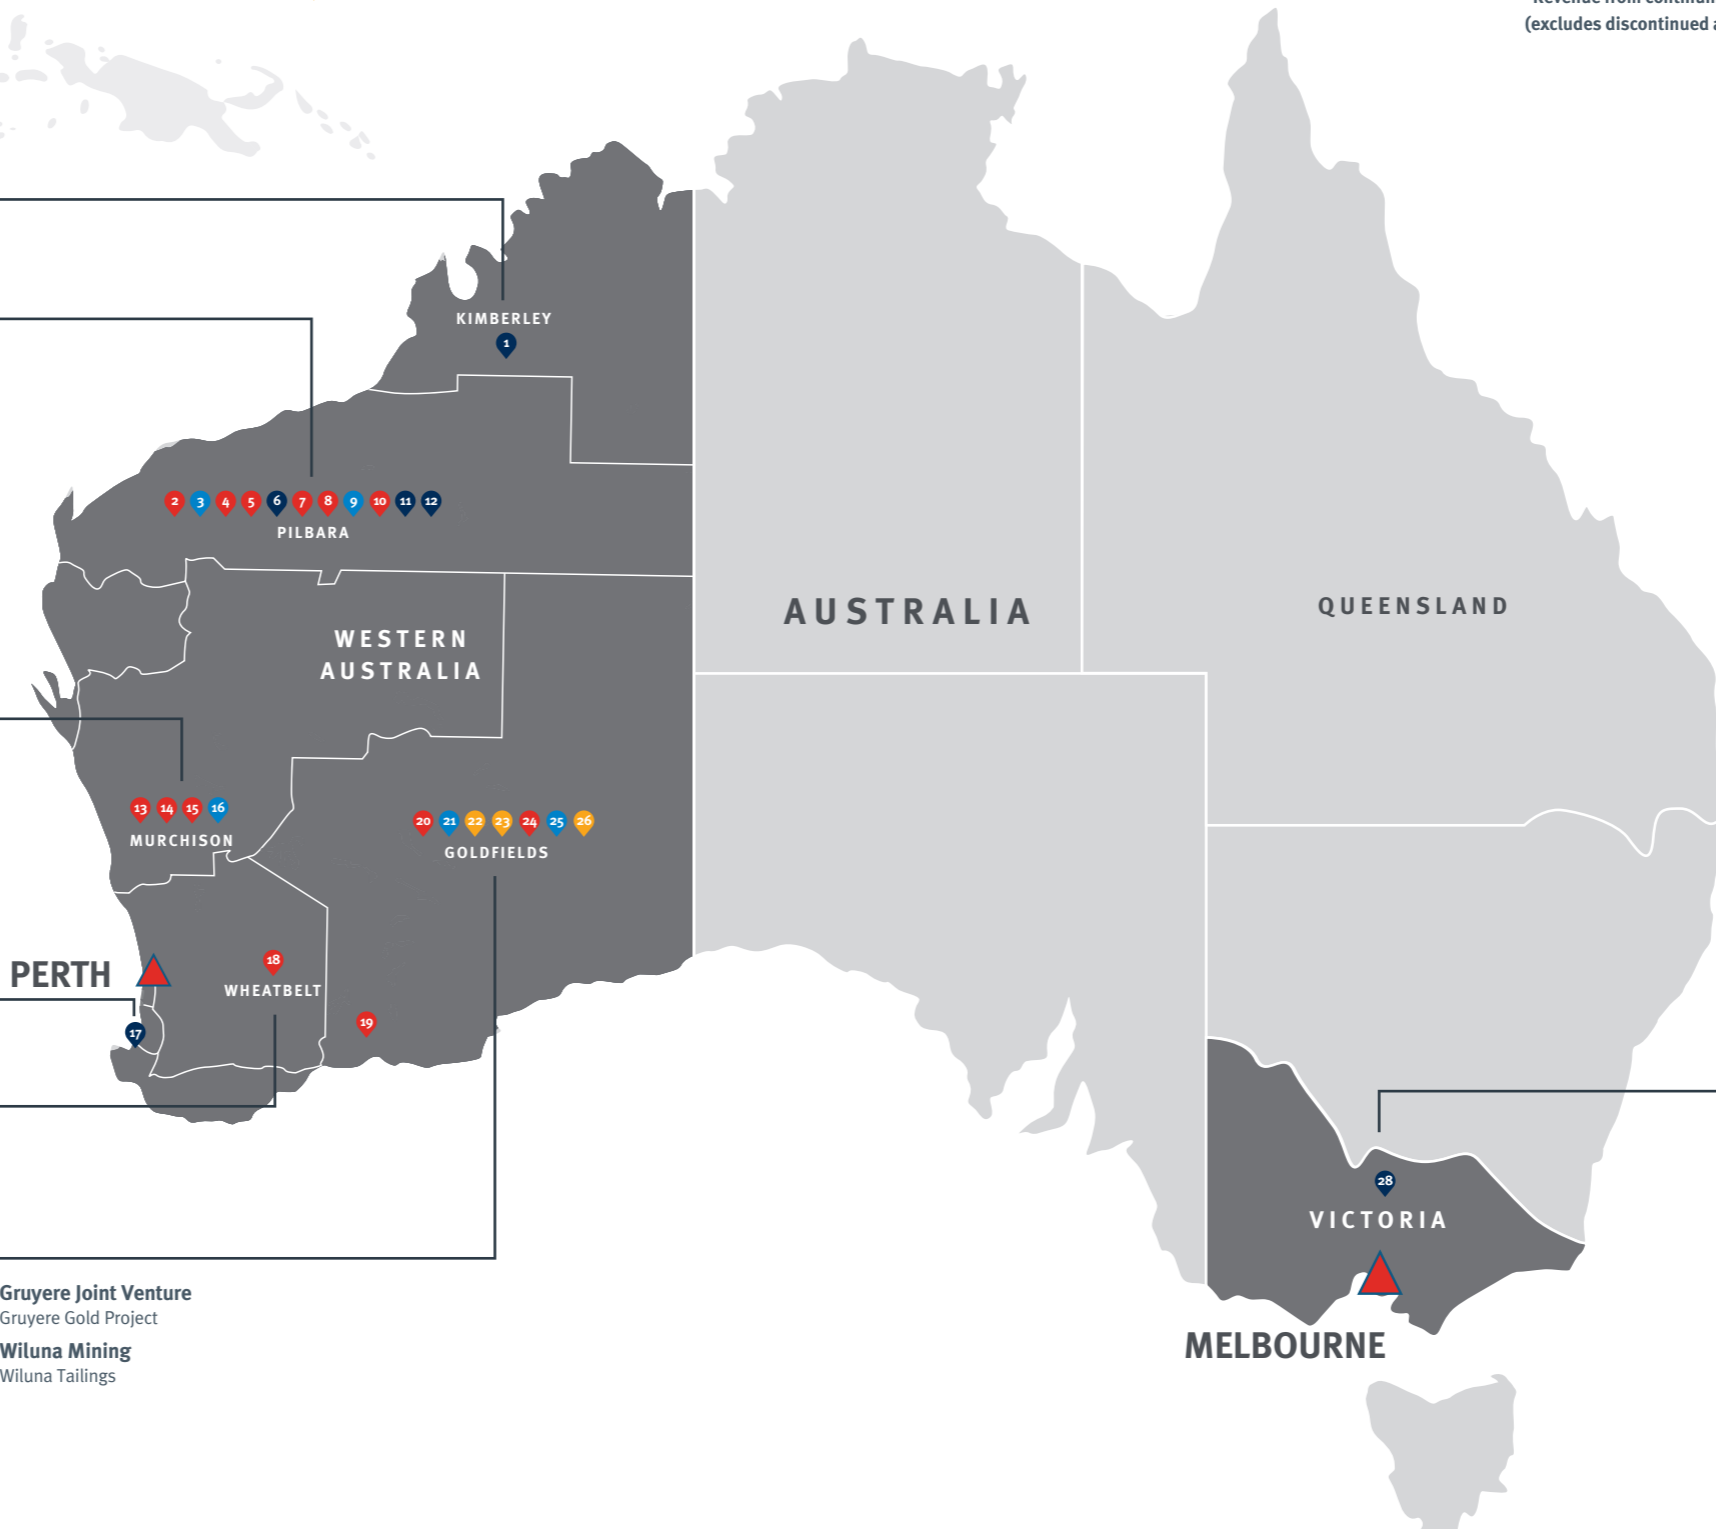 (excludes discontinued a
KIMBERLEY
1
2 3 4 5 6 7 8 9 10 11 12
PILBARA
AUSTRALIA
QUEENSLAND
WESTERN
AUSTRALIA
13 14 15 16
MURCHISON
20 21 22 23 24 25 26
GOLDFIELDS
PERTH
18
WHEATBELT
19
17
28
VICTORIA
MELBOURNE
Gruyere Joint Venture
Gruyere Gold Project
Wiluna Mining
Wiluna Tailings